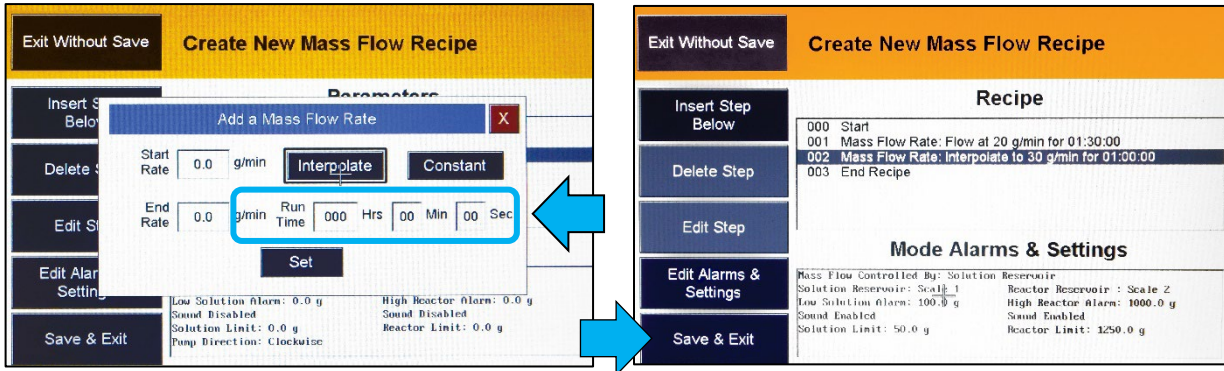 Exit Without Save
Create New Mass Flow Recipe
Insert
Delete
Edit
Edit
Save & Exit
Add a Mass Flow Rate
X
Start Rate 0.0 g/min
Interpolate
Constant
End Rate 0.0 g/min Run Time 000 Hrs 00 Min 00 Sec
Set
Low Solution Alarm: 0.0 g High Reactor Alarm: 0.0 g
Sound Disabled Sound Disabled
Solution Limit: 0.0 g Reactor Limit: 0.0 g
Pump Direction: Clockwise
Exit Without Save
Create New Mass Flow Recipe
Insert Step
Below
Delete Step
Edit Step
Edit Alarms &
Settings
Save & Exit
Recipe
000 Start
001 Mass Flow Rate: Flow at 20 g/min for 01:30:00
002 Mass Flow Rate: Interpolate to 30 g/min for 01:00:00
003 End Recipe
Mode Alarms & Settings
Mass Flow Controlled By: Solution Reservoir
Solution Reservoir: Scale 1 Reactor Reservoir : Scale 2
Low Solution Alarm: 100.0 g High Reactor Alarm: 1000.0 g
Sound Enabled Sound Enabled
Solution Limit: 50.0 g Reactor Limit: 1250.0 g